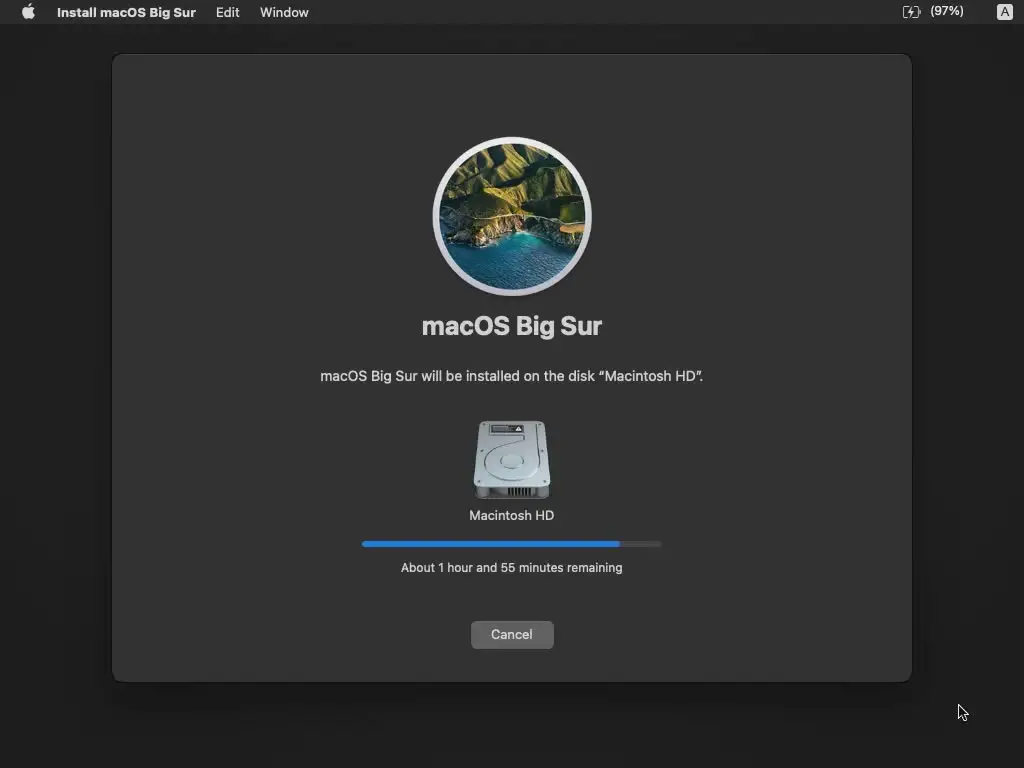 Install macOS Big Sur Edit Window (97%) A
macOS Big Sur
macOS Big Sur will be installed on the disk “Macintosh HD”.
Macintosh HD
About 1 hour and 55 minutes remaining
Cancel